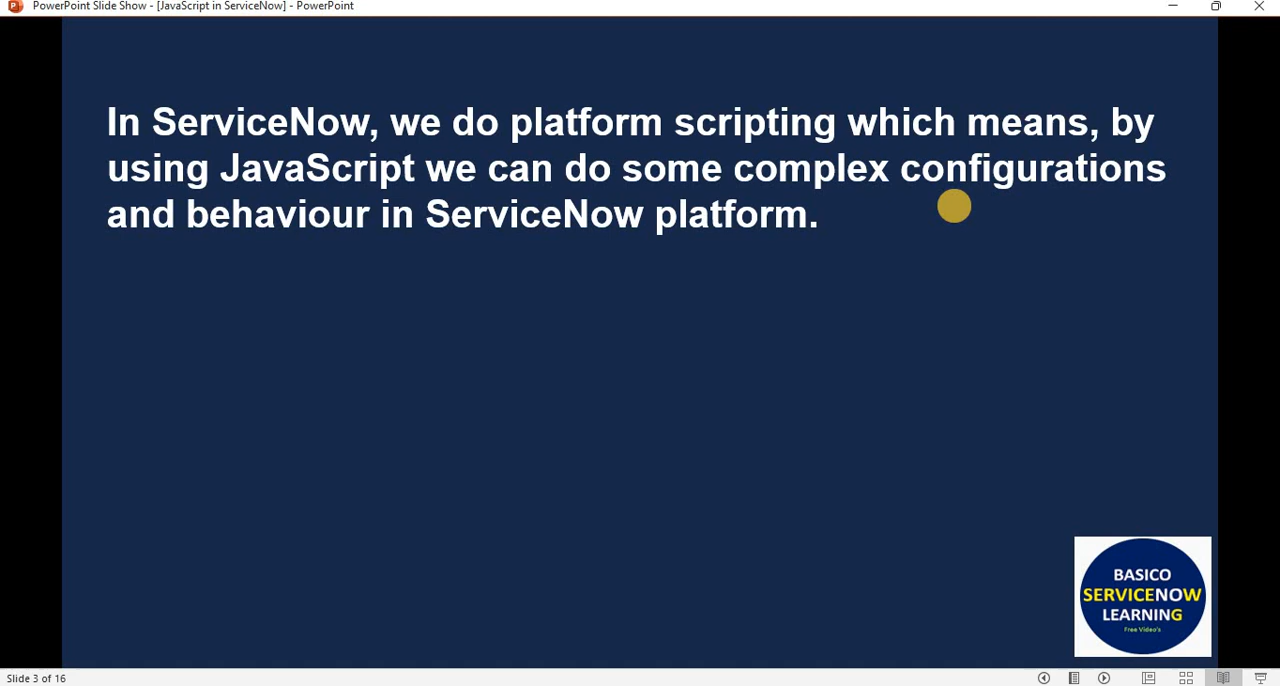 PowerPoint Slide Show - [JavaScript in ServiceNow] - PowerPoint
In ServiceNow, we do platform scripting which means, by
using JavaScript we can do some complex configurations
and behaviour in ServiceNow platform.
BASICO
SERVICENOW
LEARNING
Free Video's
Slide 3 of 16